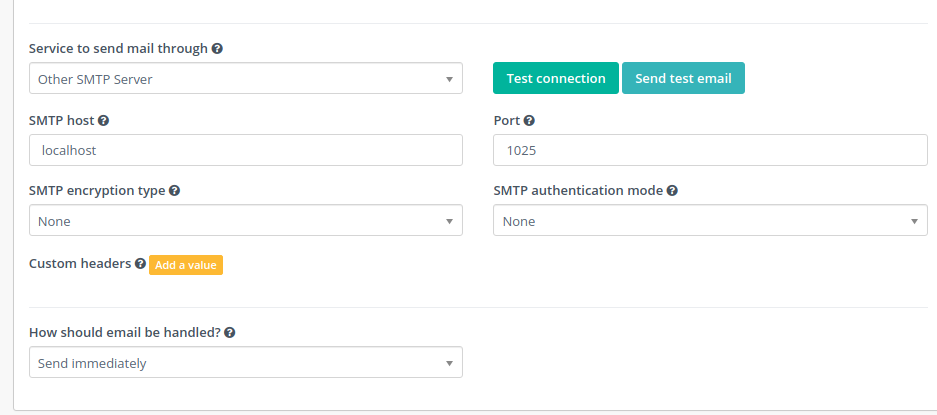 Service to send mail through
Other SMTP Server
Test connection
Send test email
SMTP host
Port
localhost
1025
SMTP encryption type
SMTP authentication mode
None
None
Custom headers
Add a value
How should email be handled?
Send immediately